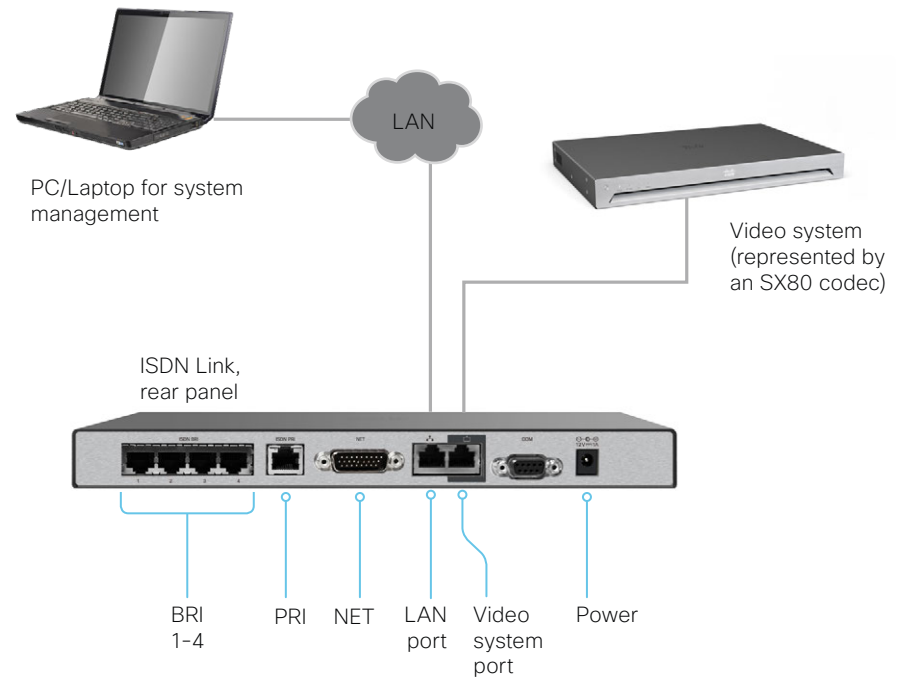 LAN
PC/Laptop for system
management
Video system
(represented by
an SX80 codec)
ISDN Link,
rear panel
ISDN BRI
ISDN PRI
NET
COM
12V
1
2
3
4
BRI
1-4
PRI
NET
LAN
port
Video
system
port
Power